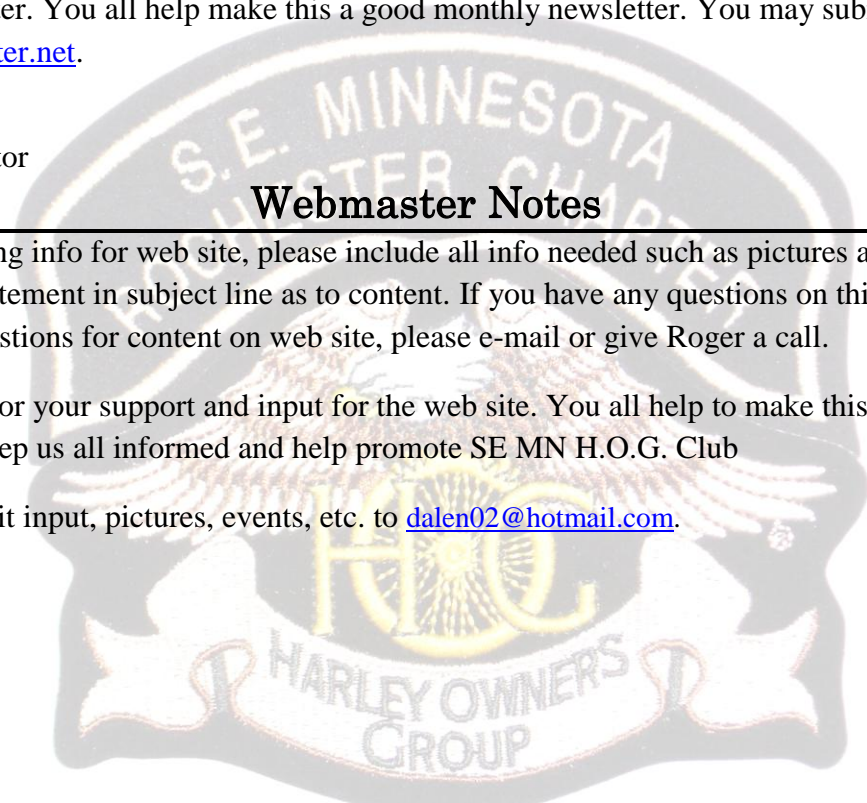 er. You all help make this a good monthly newsletter. You may sub
ter.net.
tor
Webmaster Notes
ng info for web site, please include all info needed such as pictures a
tement in subject line as to content. If you have any questions on thi
estions for content on web site, please e-mail or give Roger a call.
or your support and input for the web site. You all help to make this
ep us all informed and help promote SE MN H.O.G. Club
it input, pictures, events, etc. to dalen02@hotmail.com.
S.E. MINNESOTA
ROCHESTER CHARTER
HOG
HARLEY OWNERS
GROUP
®